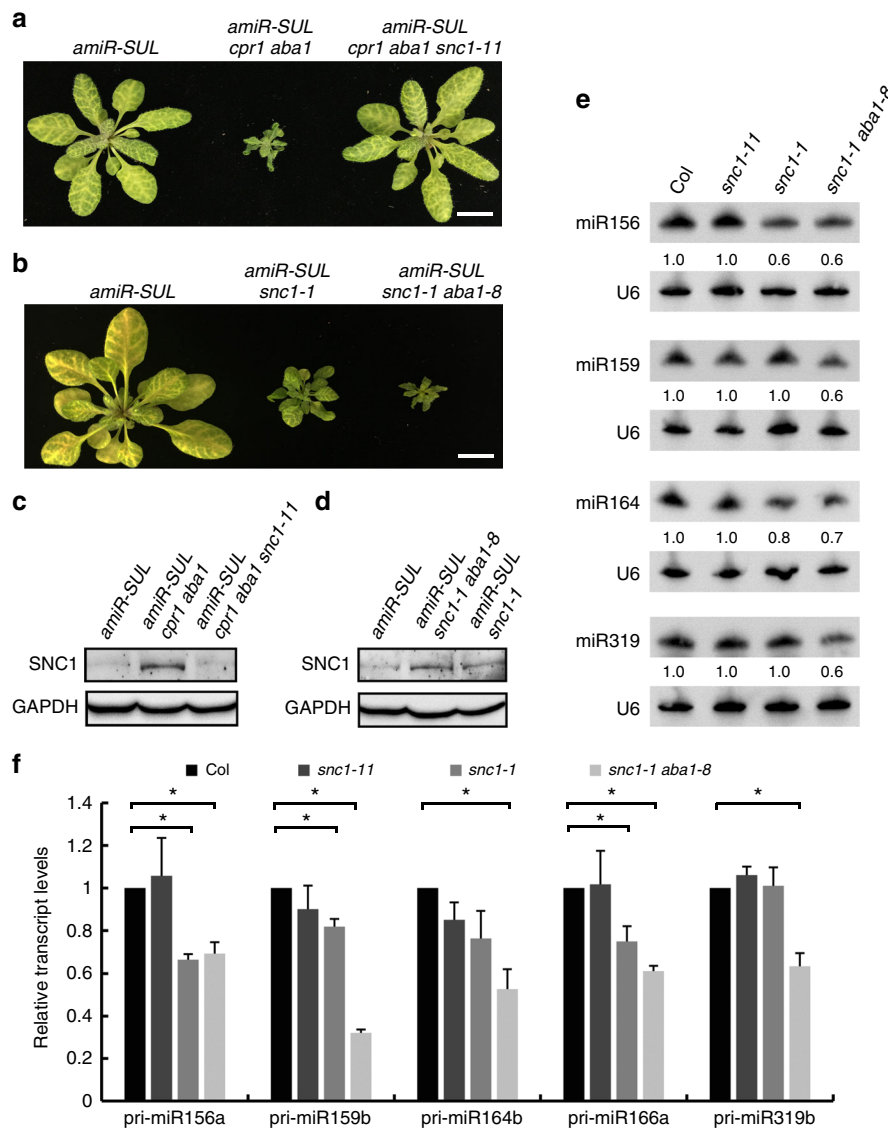 a
amiR-SUL
amiR-SUL
cpr1 aba1
amiR-SUL
cpr1 aba1 snc1-11
b
amiR-SUL
amiR-SUL
snc1-1
amiR-SUL
snc1-1 aba1-8
c
amiR-SUL
amiR-SUL
cpr1 aba1
amiR-SUL
cpr1 aba1 snc1-11
SNC1
GAPDH
d
amiR-SUL
amiR-SUL
snc1-1 aba1-8
amiR-SUL
snc1-1
SNC1
GAPDH
e
Col
snc1-11
snc1-1
snc1-1 aba1-8
miR156
1.0 1.0 0.6 0.6
U6
miR159
1.0 1.0 1.0 0.6
U6
miR164
1.0 1.0 0.8 0.7
U6
miR319
1.0 1.0 1.0 0.6
U6
f
Col snc1-11 snc1-1 snc1-1 aba1-8
Relative transcript levels
1.4
1.2
1
0.8
0.6
0.4
0.2
0
* * * * *
* * *
pri-miR156a pri-miR159b pri-miR164b pri-miR166a pri-miR319b